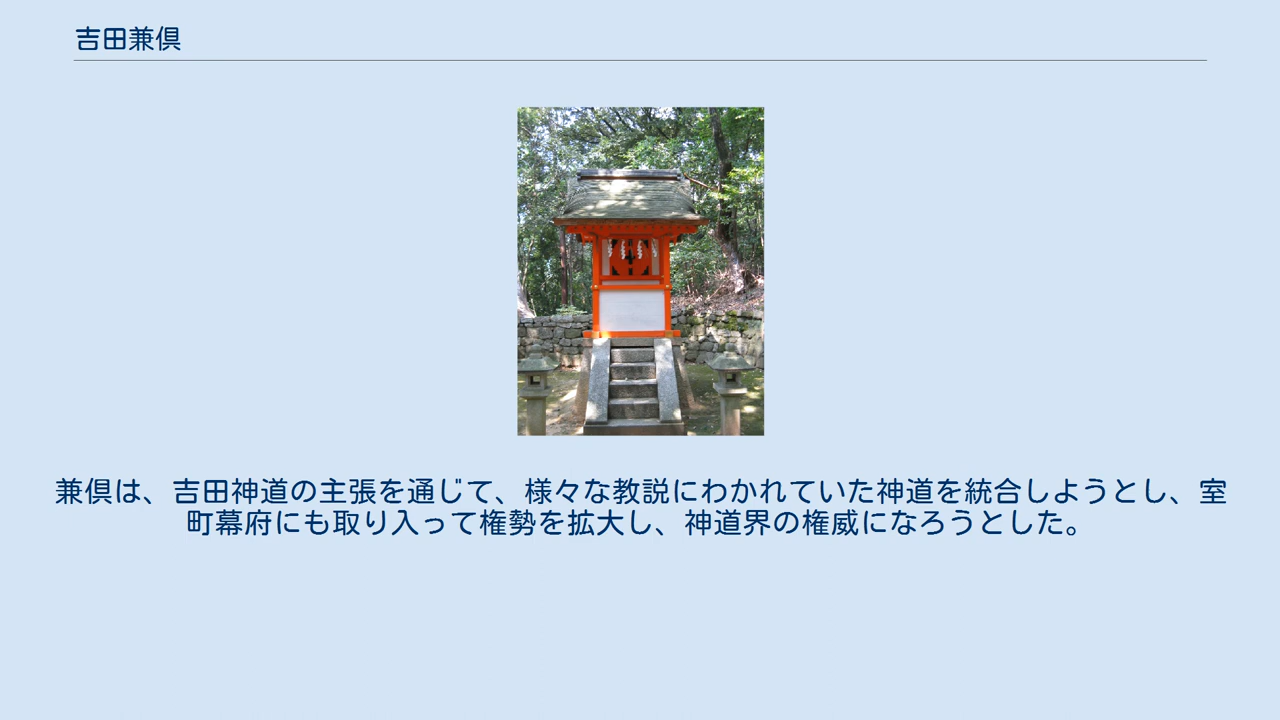 吉田兼倶
兼倶は、吉田神道の主張を通じて、様々な教説にわかれていた神道を統合しようとし、室
町幕府にも取り入って権勢を拡大し、神道界の権威になろうとした。